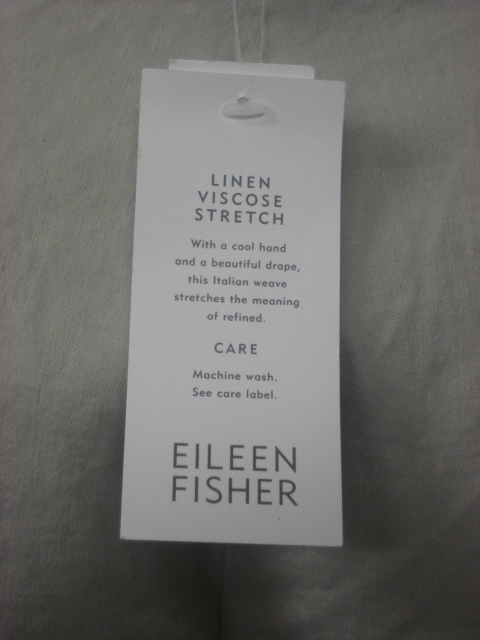 LINEN
VISCOSE
STRETCH
With a cool hand
and a beautiful drape,
this Italian weave
stretches the meaning
of refined.
CARE
Machine wash.
See care label.
EILEEN
FISHER